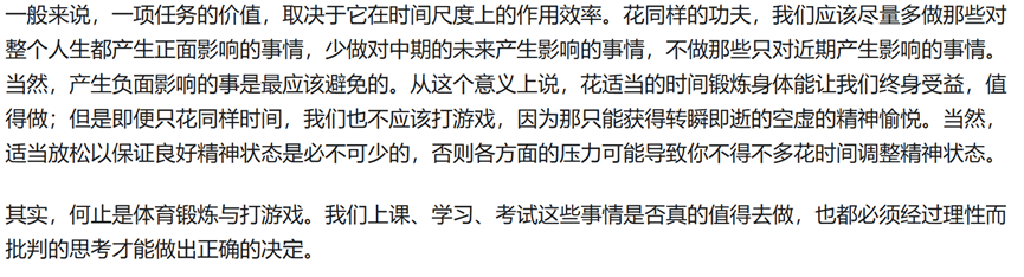 一般来说，一项任务的价值，取决于它在时间尺度上的作用效率。花同样的功夫，我们应该尽量多做那些对
整个人生都产生正面影响的事情，少做对中期的未来产生影响的事情，不做那些只对近期产生影响的事情。
当然，产生负面影响的事是最应该避免的。从这个意义上说，花适当的时间锻炼身体能让我们终身受益，值
得做；但是即便只花同样时间，我们也不应该打游戏，因为那只能获得转瞬即逝的空虚的精神愉悦。当然，
适当放松以保证良好精神状态是必不可少的，否则各方面的压力可能导致你不得不多花时间调整精神状态。
其实，何止是体育锻炼与打游戏。我们上课、学习、考试这些事情是否真的值得去做，也都必须经过理性而
批判的思考才能做出正确的决定。